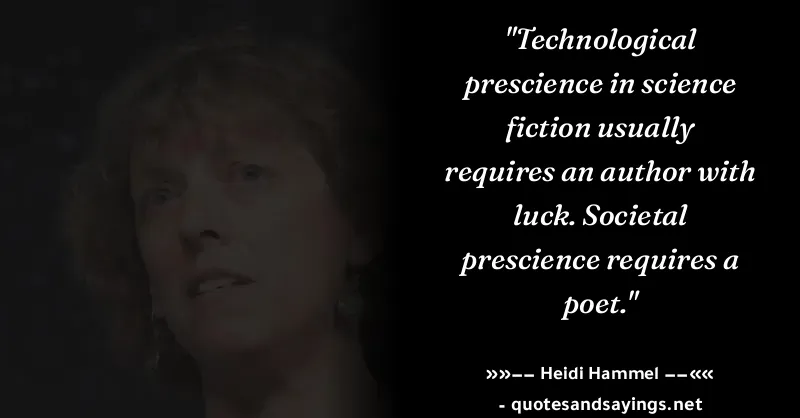 "Technological
prescience in science
fiction usually
requires an author with
luck. Societal
prescience requires a
poet."
»»−− Heidi Hammel −−««
- quotesandsayings.net